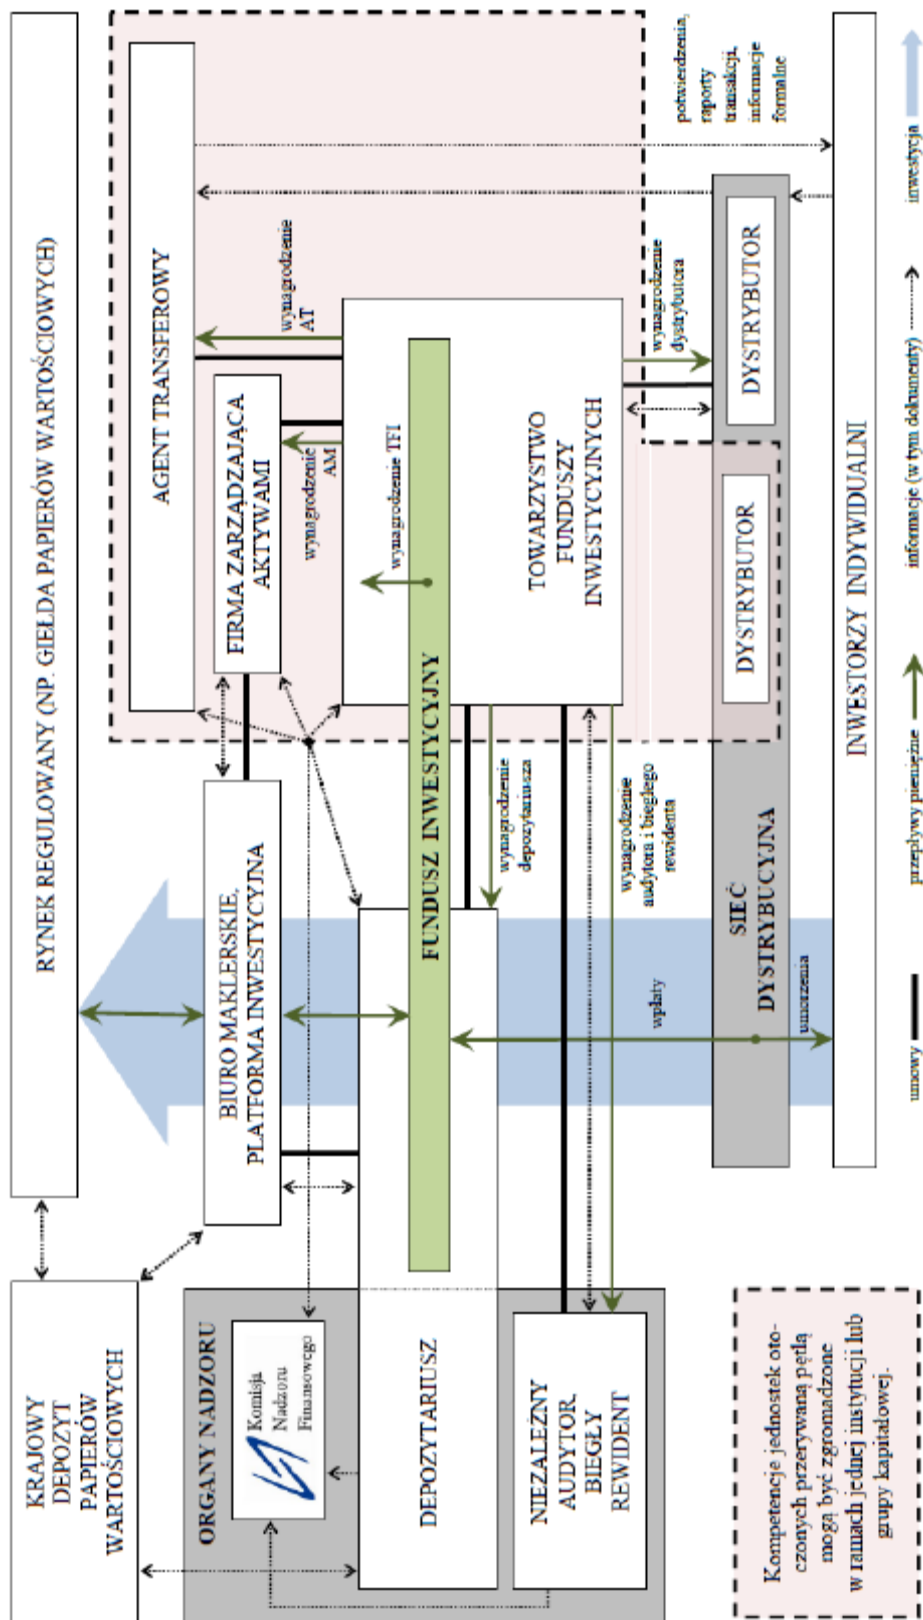 RYNEK REGULOWANY (NP. GIEŁDA PAPIERÓW WARTOŚCIOWYCH)
KRAJOWY
DEPOZYT
PAPIERÓW
WARTOŚCIOWYCH
AGENT TRANSFEROWY
BIURO MAKLERSKIE,
PLATFORMA INWESTYCYJNA
FIRMA ZARZĄDZAJĄCA
AKTYWAMI
wynagrodzenie
AT
wynagrodzenie
AM
wynagrodzenie TFI
ORGANY NADZORU
Komisja
Nadzoru
Finansowego
DEPOZYTARIUSZ
FUNDUSZ INWESTYCYJNY
TOWARZYSTWO
FUNDUSZY
INWESTYCYJNYCH
wynagrodzenie
depozytariusza
NIEZALEŻNY
AUDYTOR,
BIEGŁY
REWIDENT
wynagrodzenie
audytora i biegłego
rewidenta
wynagrodzenie
dystrybutora
potwierdzenia,
raporty
transakcji,
informacje
formalne
wpłaty
umorzenia
SIEĆ
DYSTRYBUCYJNA
DYSTRYBUTOR
DYSTRYBUTOR
INWESTORZY INDYWIDUALNI
Kompetencje jednostek oto-
czonych przerywaną pętlą
mogą być zgromadzone
w ramach jednej instytucji lub
grupy kapitałowej.
umowy
przepływy pieniężne
informacje (w tym dokumenty)
inwestycja